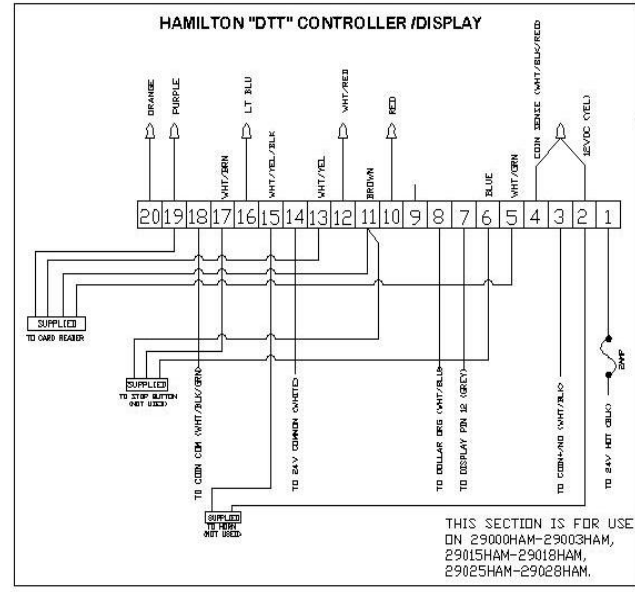 HAMILTON "DTT" CONTROLLER /DISPLAY
ORANGE
PURPLE
WHT/BRN
LT BLU
WHT/YEL/BLK
WHT/YEL
WHT/RED
BROWN
RED
BLUE
WHT/GRN
COIN SENSE (WHT/BLK/RED)
12VDC (YEL)
20 19 18 17 16 15 14 13 12 11 10 9 8 7 6 5 4 3 2 1
SUPPLIED
TO CARD READER
SUPPLIED
TO STOP BUTTON
(NOT USED)
TO COIN COM (WHT/BLK/GRN)
TO 24V COMMON (WHITE)
TO DOLLAR ORG (WHT/BLU)
TO DISPLAY PIN 12 (GREY)
TO COIN+/NO (WHT/BLK)
2AMP
TO 24V HOT (BLK)
SUPPLIED
TO HORN
(NOT USED)
THIS SECTION IS FOR USE
ON 29000HAM-29003HAM,
29015HAM-29018HAM,
29025HAM-29028HAM.